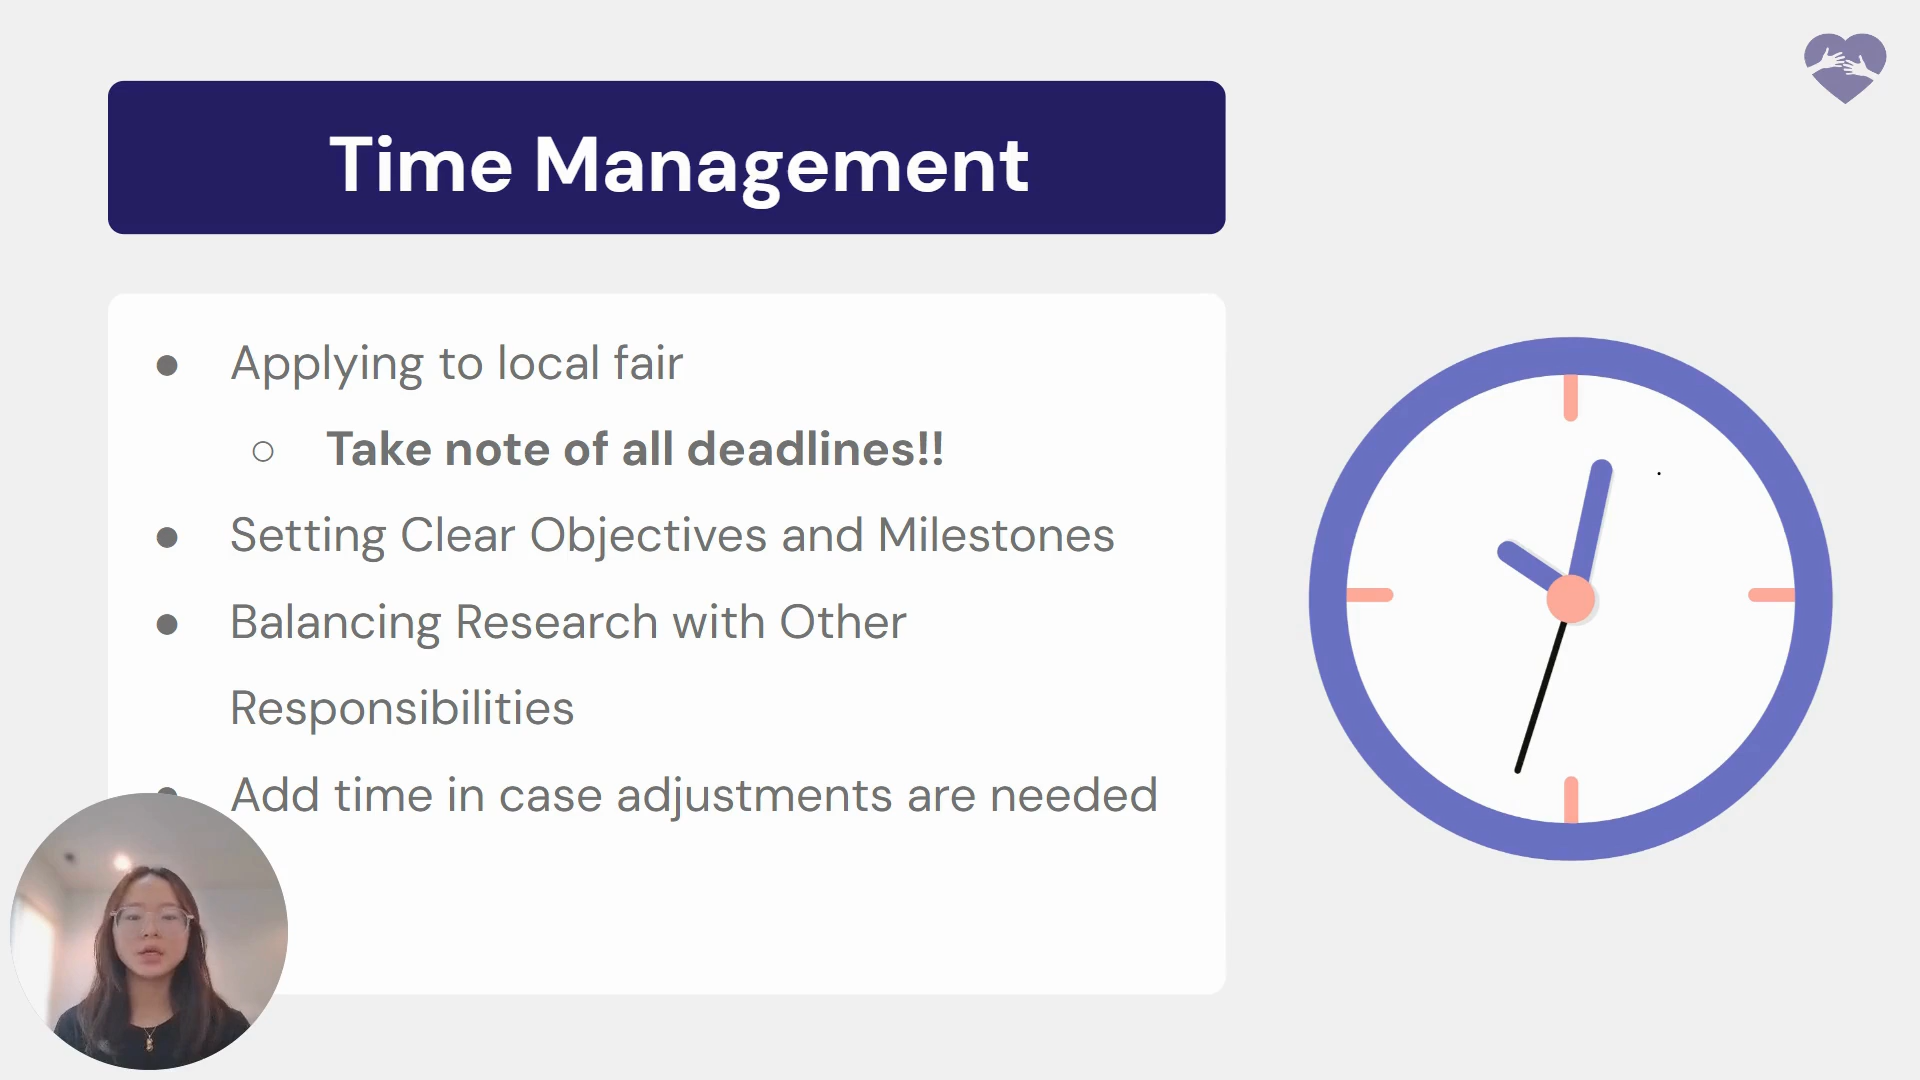 Time Management
● Applying to local fair
○ Take note of all deadlines!!
● Setting Clear Objectives and Milestones
● Balancing Research with Other
Responsibilities
● Add time in case adjustments are needed